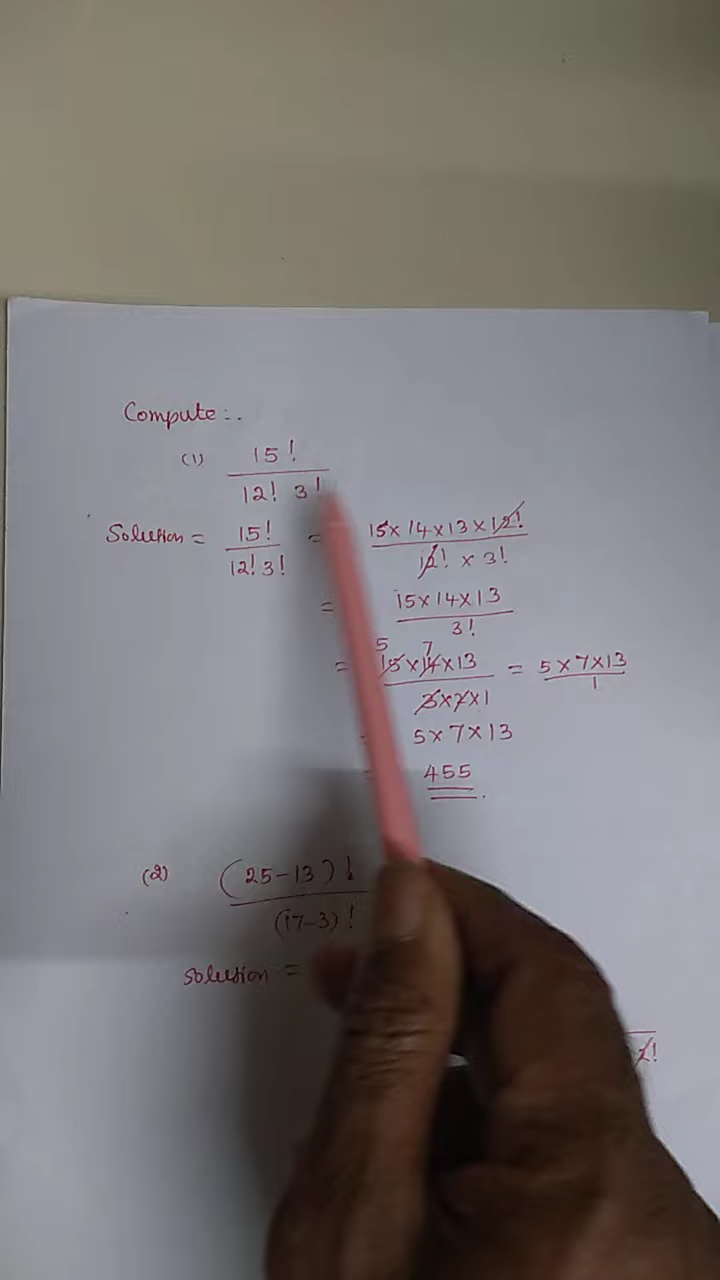 Compute:-
(1) 15! / 12! 3!
Solution = 15! / 12! 3! = 15×14×13×12! / 12! × 3!
= 15×14×13 / 3!
= 15×14×13 / 3×2×1 = 5×7×13 / 1
5 7
5×7×13
455.
(2) (25-13)! / (17-3)!
Solution =